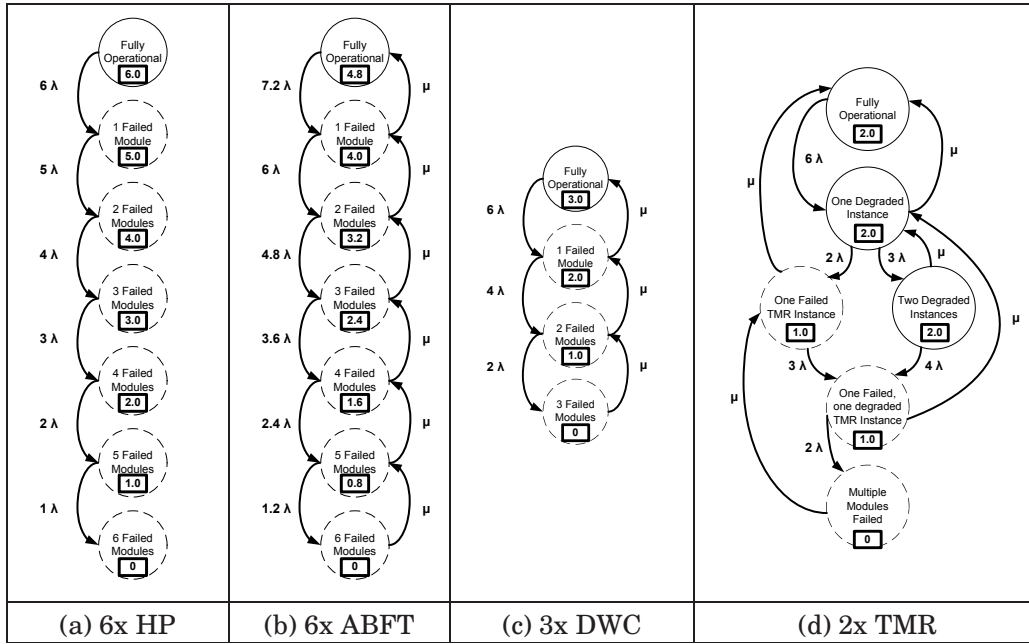 Fully
Operational
6.0
6 λ
1 Failed
Module
5.0
5 λ
2 Failed
Modules
4.0
4 λ
3 Failed
Modules
3.0
3 λ
4 Failed
Modules
2.0
2 λ
5 Failed
Modules
1.0
1 λ
6 Failed
Modules
0
(a) 6x HP
Fully
Operational
4.8
7.2 λ
μ
1 Failed
Module
4.0
6 λ
μ
2 Failed
Modules
3.2
4.8 λ
μ
3 Failed
Modules
2.4
3.6 λ
μ
4 Failed
Modules
1.6
2.4 λ
μ
5 Failed
Modules
0.8
1.2 λ
μ
6 Failed
Modules
0
(b) 6x ABFT
Fully
Operational
3.0
6 λ
μ
1 Failed
Module
2.0
4 λ
μ
2 Failed
Modules
1.0
2 λ
μ
3 Failed
Modules
0
(c) 3x DWC
Fully
Operational
2.0
6 λ
μ
μ
One Degraded
Instance
2.0
2 λ
3 λ
μ
One Failed
TMR Instance
1.0
Two Degraded
Instances
2.0
μ
3 λ
4 λ
μ
One Failed,
one degraded
TMR Instance
1.0
2 λ
Multiple
Modules
Failed
0
(d) 2x TMR